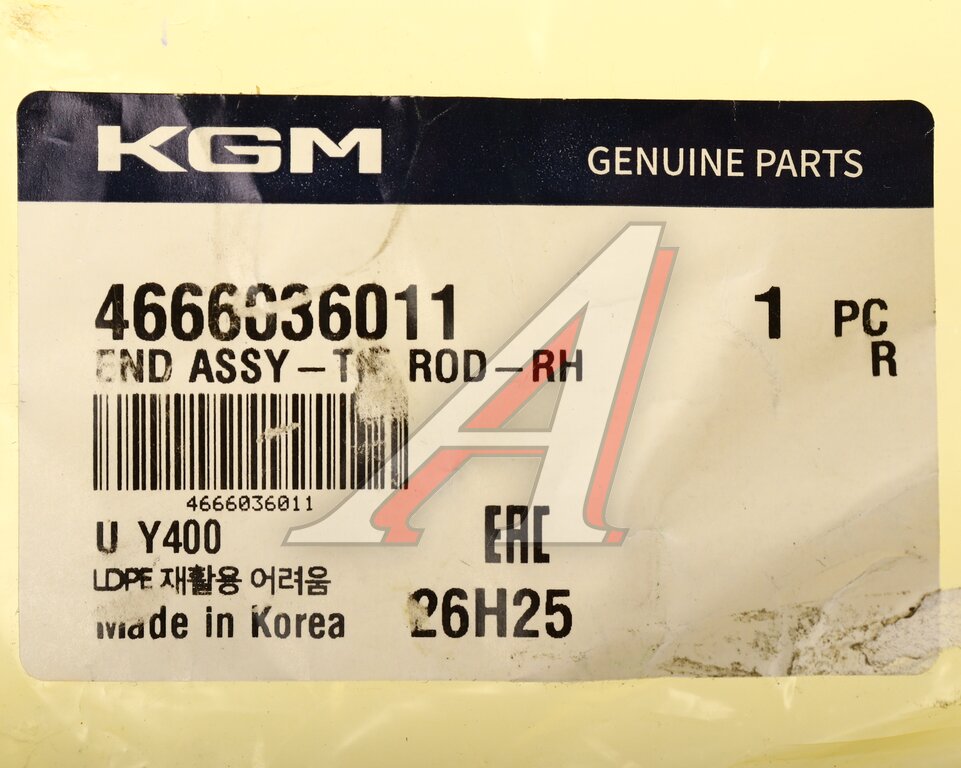 KGM
GENUINE PARTS
4666036011 1 PC
END ASSY-TIE ROD-RH R
4666036011
U Y400 EAC
LDPE 재활용 어려움
Made in Korea 26H25